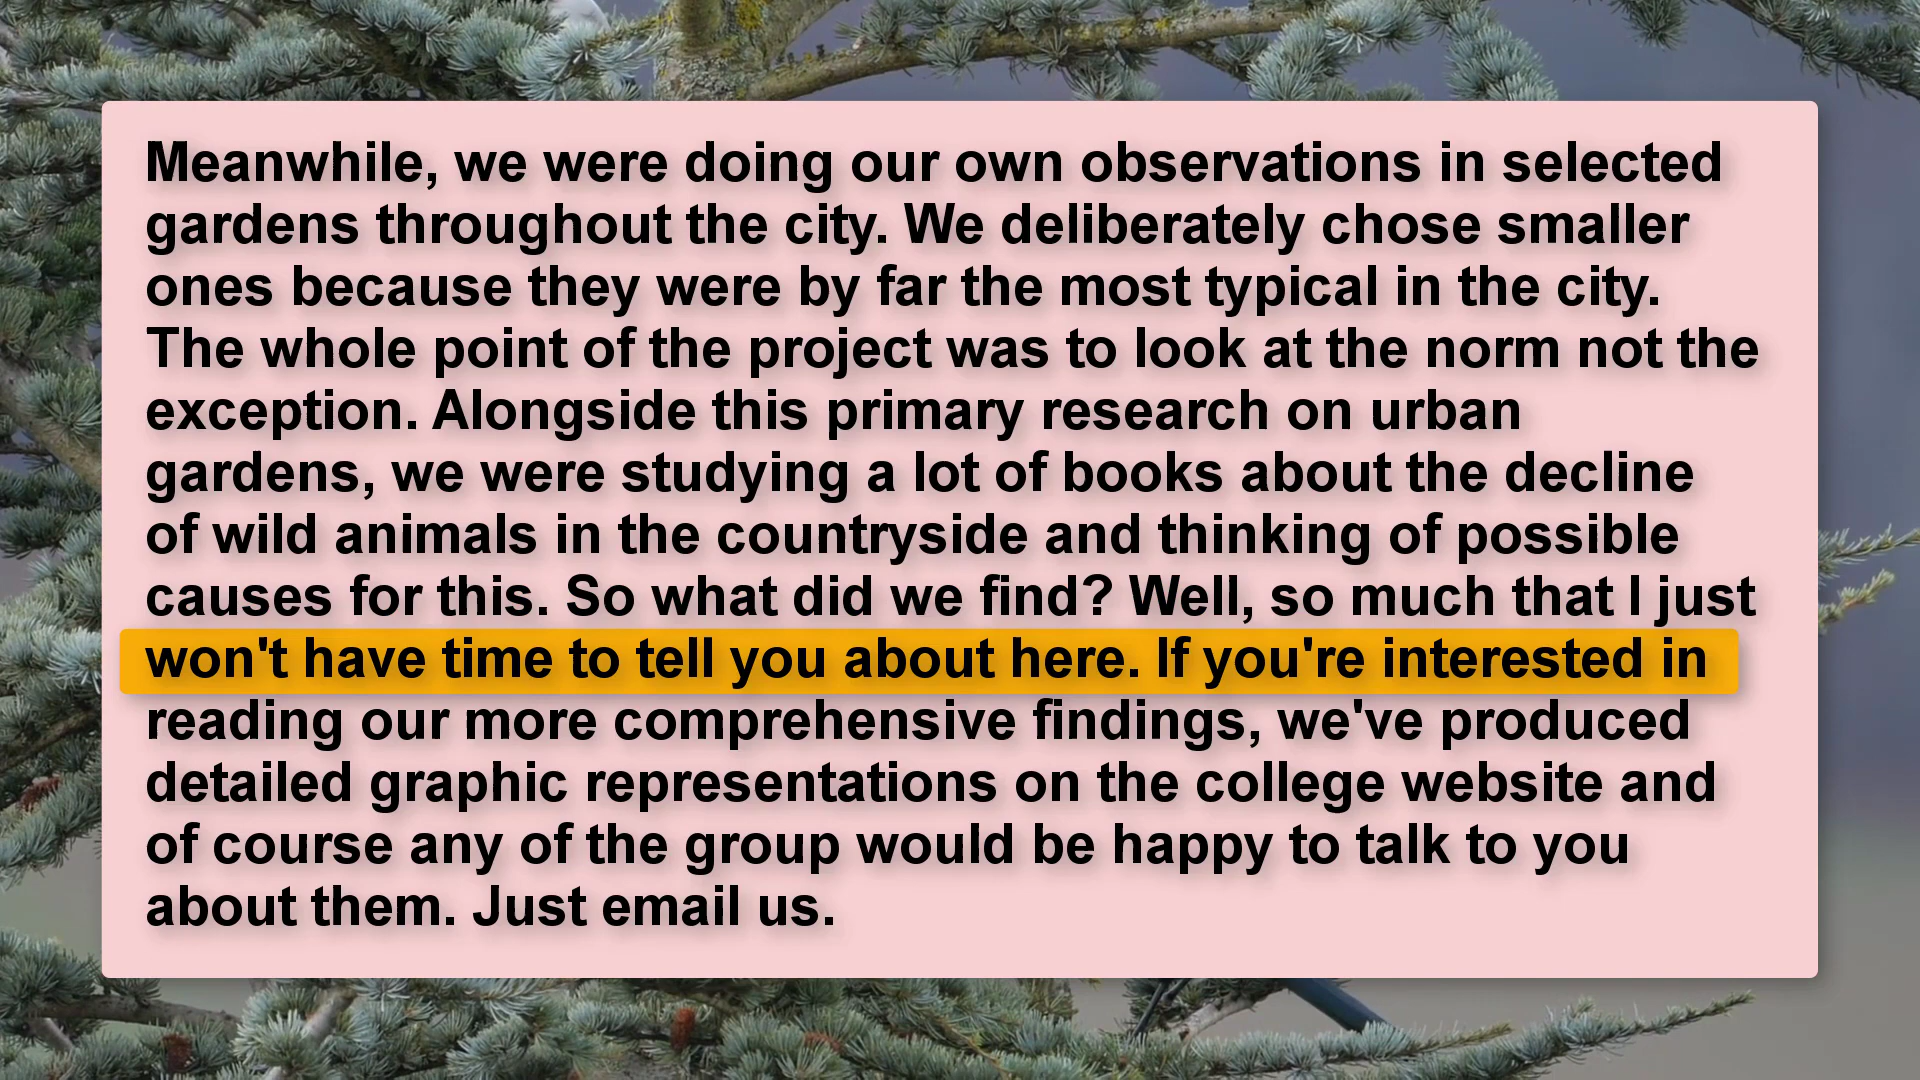 Meanwhile, we were doing our own observations in selected
gardens throughout the city. We deliberately chose smaller
ones because they were by far the most typical in the city.
The whole point of the project was to look at the norm not the
exception. Alongside this primary research on urban
gardens, we were studying a lot of books about the decline
of wild animals in the countryside and thinking of possible
causes for this. So what did we find? Well, so much that I just
won't have time to tell you about here. If you're interested in
reading our more comprehensive findings, we've produced
detailed graphic representations on the college website and
of course any of the group would be happy to talk to you
about them. Just email us.